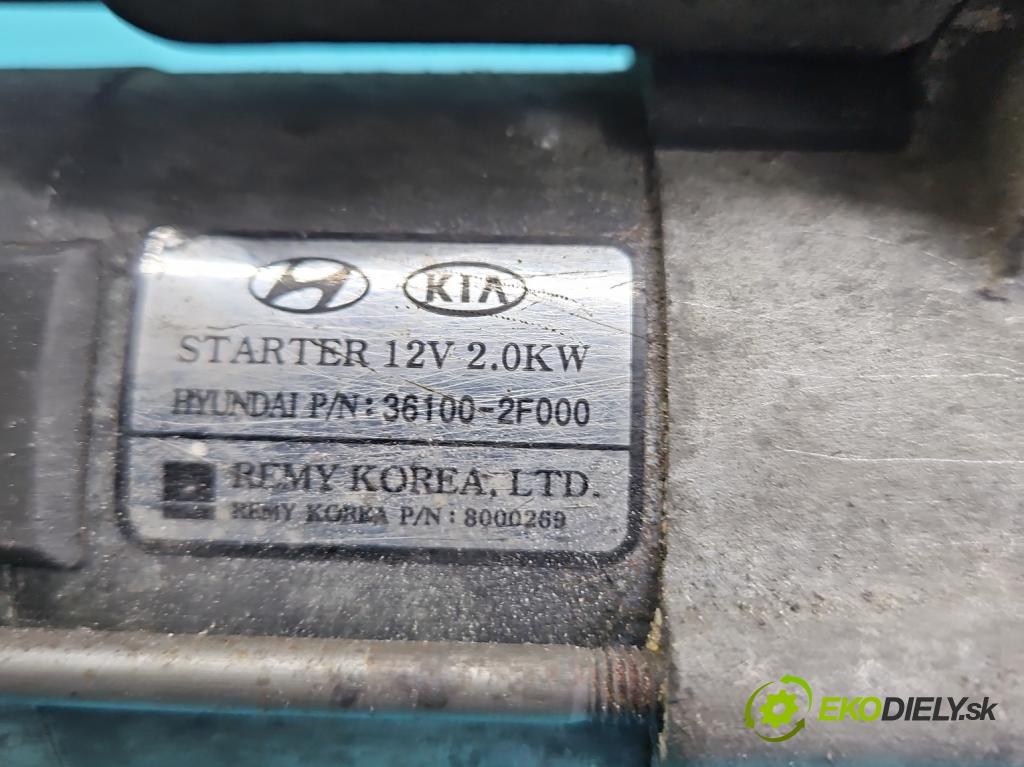 KIA
STARTER 12V 2.0KW
HYUNDAI P/N : 36100-2F000
REMY KOREA, LTD.
REMY KOREA P/N : 8000269
EKODIELY.sk